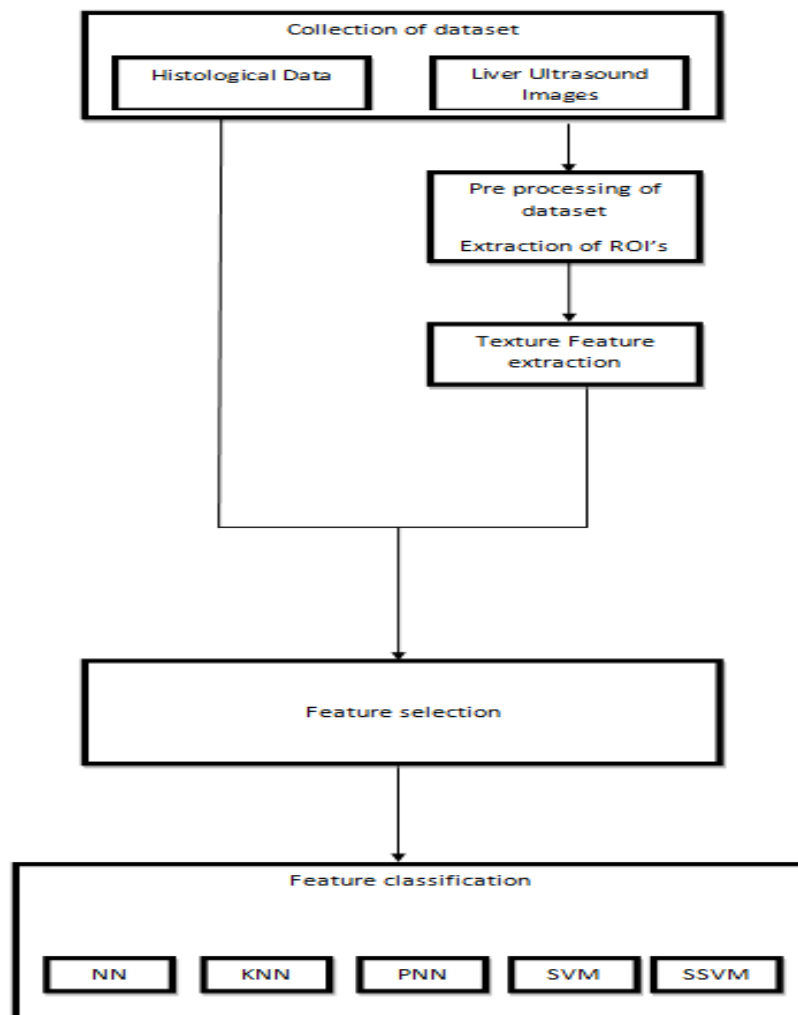 Collection of dataset
Histological Data
Liver Ultrasound
Images
Pre processing of
dataset
Extraction of ROI's
Texture Feature
extraction
Feature selection
Feature classification
NN
KNN
PNN
SVM
SSVM